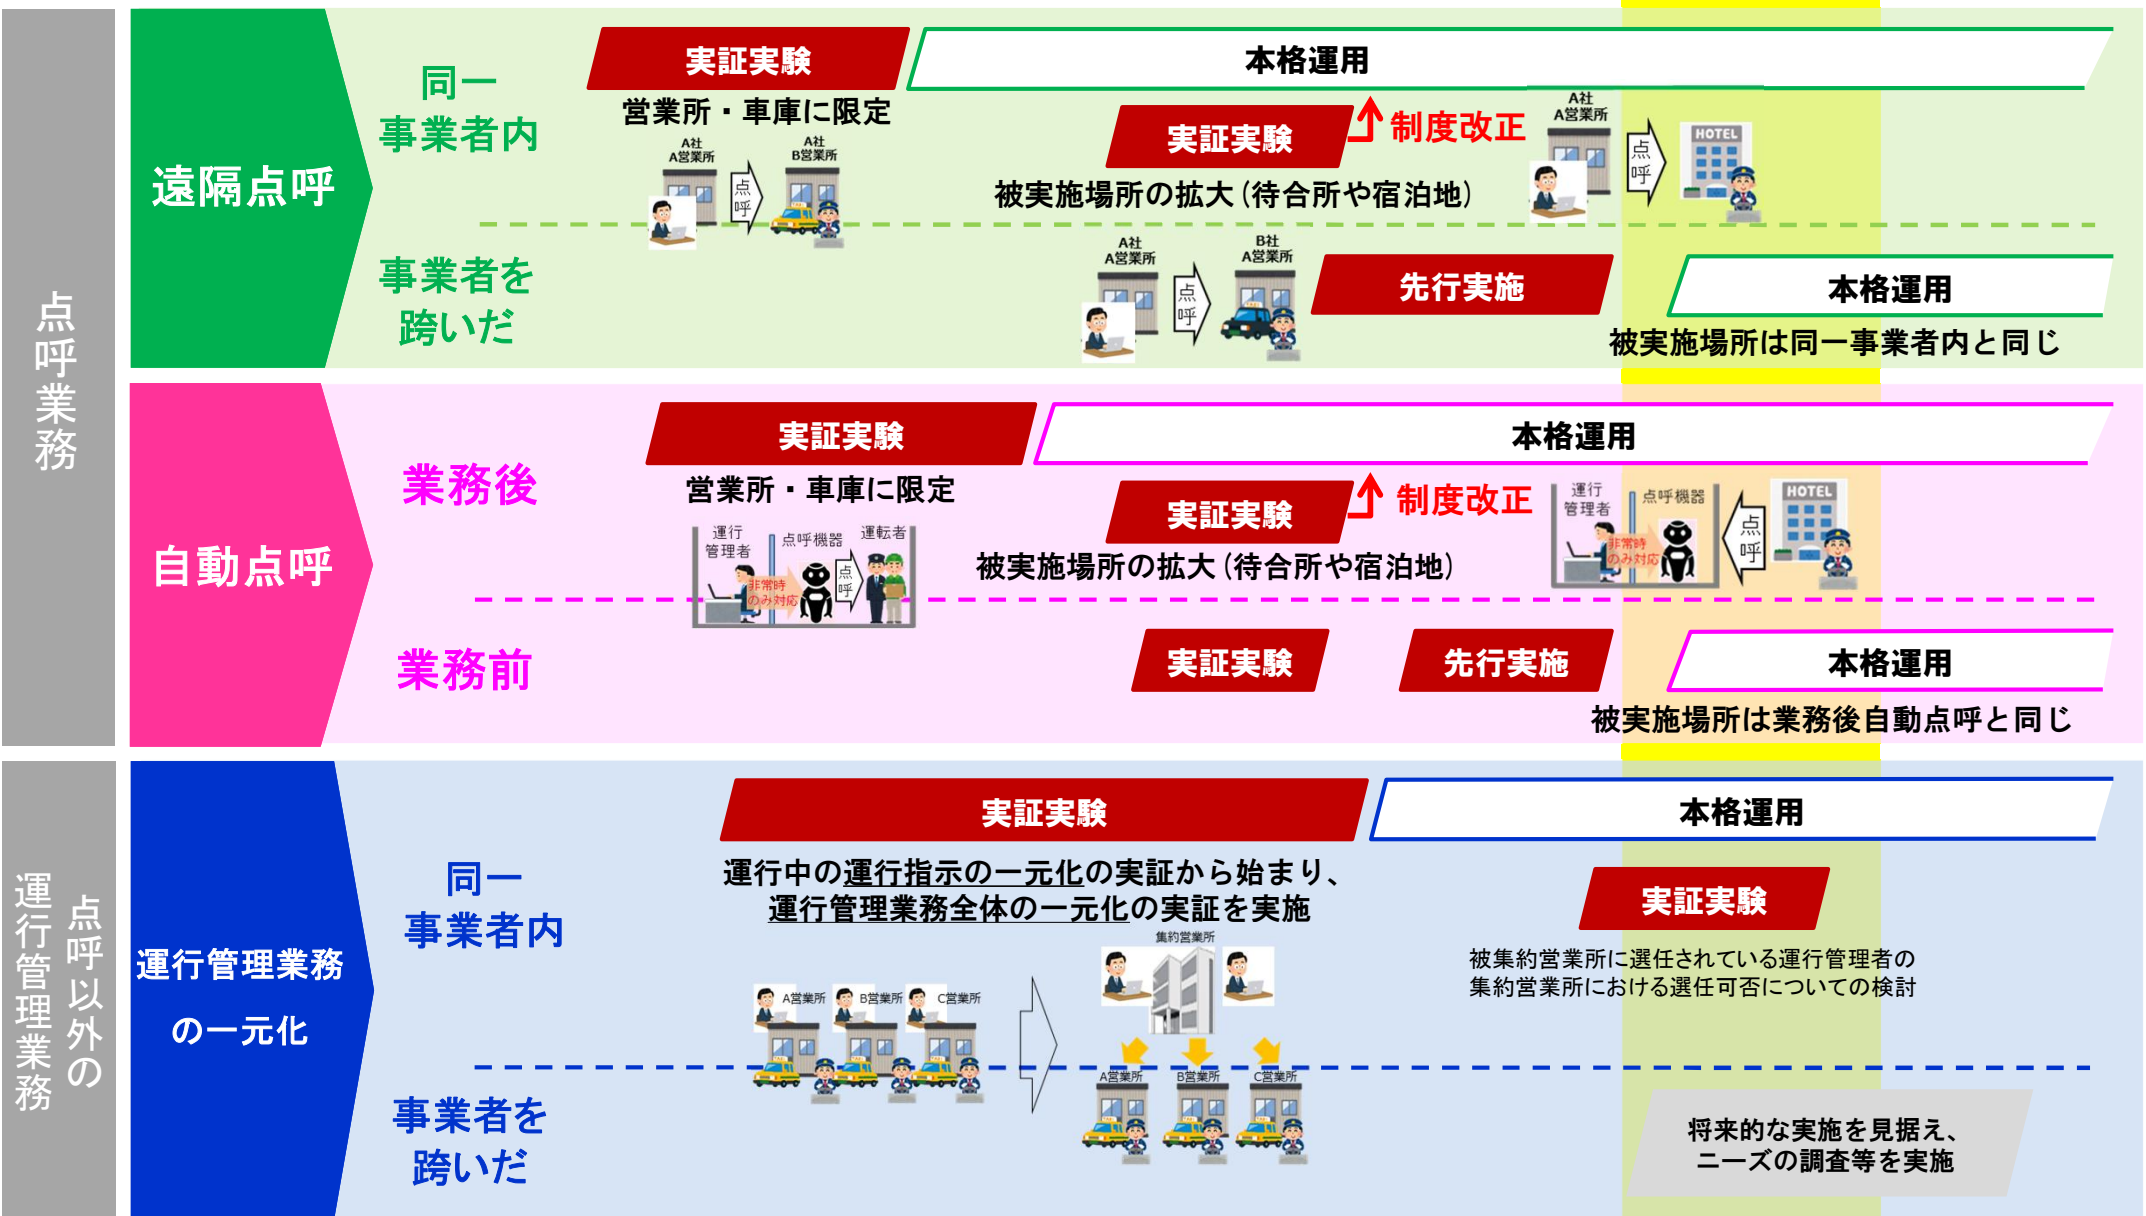 点呼業務
遠隔点呼
同一
事業者内
実証実験
営業所・車庫に限定
A社
A営業所
点呼
A社
B営業所
本格運用
実証実験
制度改正
被実施場所の拡大(待合所や宿泊地)
A社
A営業所
点呼
HOTEL
事業者を
跨いだ
A社
A営業所
点呼
B社
A営業所
先行実施
本格運用
被実施場所は同一事業者内と同じ
自動点呼
業務後
実証実験
営業所・車庫に限定
運行
管理者
点呼機器
運転者
非常時
のみ対応
点呼
本格運用
実証実験
制度改正
被実施場所の拡大(待合所や宿泊地)
運行
管理者
点呼機器
非常時
のみ対応
点呼
HOTEL
業務前
実証実験
先行実施
本格運用
被実施場所は業務後自動点呼と同じ
点呼以外の
運行管理業務
運行管理業務
の一元化
同一
事業者内
実証実験
運行中の運行指示の一元化の実証から始まり、
運行管理業務全体の一元化の実証を実施
A営業所
B営業所
C営業所
集約営業所
A営業所
B営業所
C営業所
本格運用
実証実験
被集約営業所に選任されている運行管理者の
集約営業所における選任可否についての検討
事業者を
跨いだ
将来的な実施を見据え、
ニーズの調査等を実施